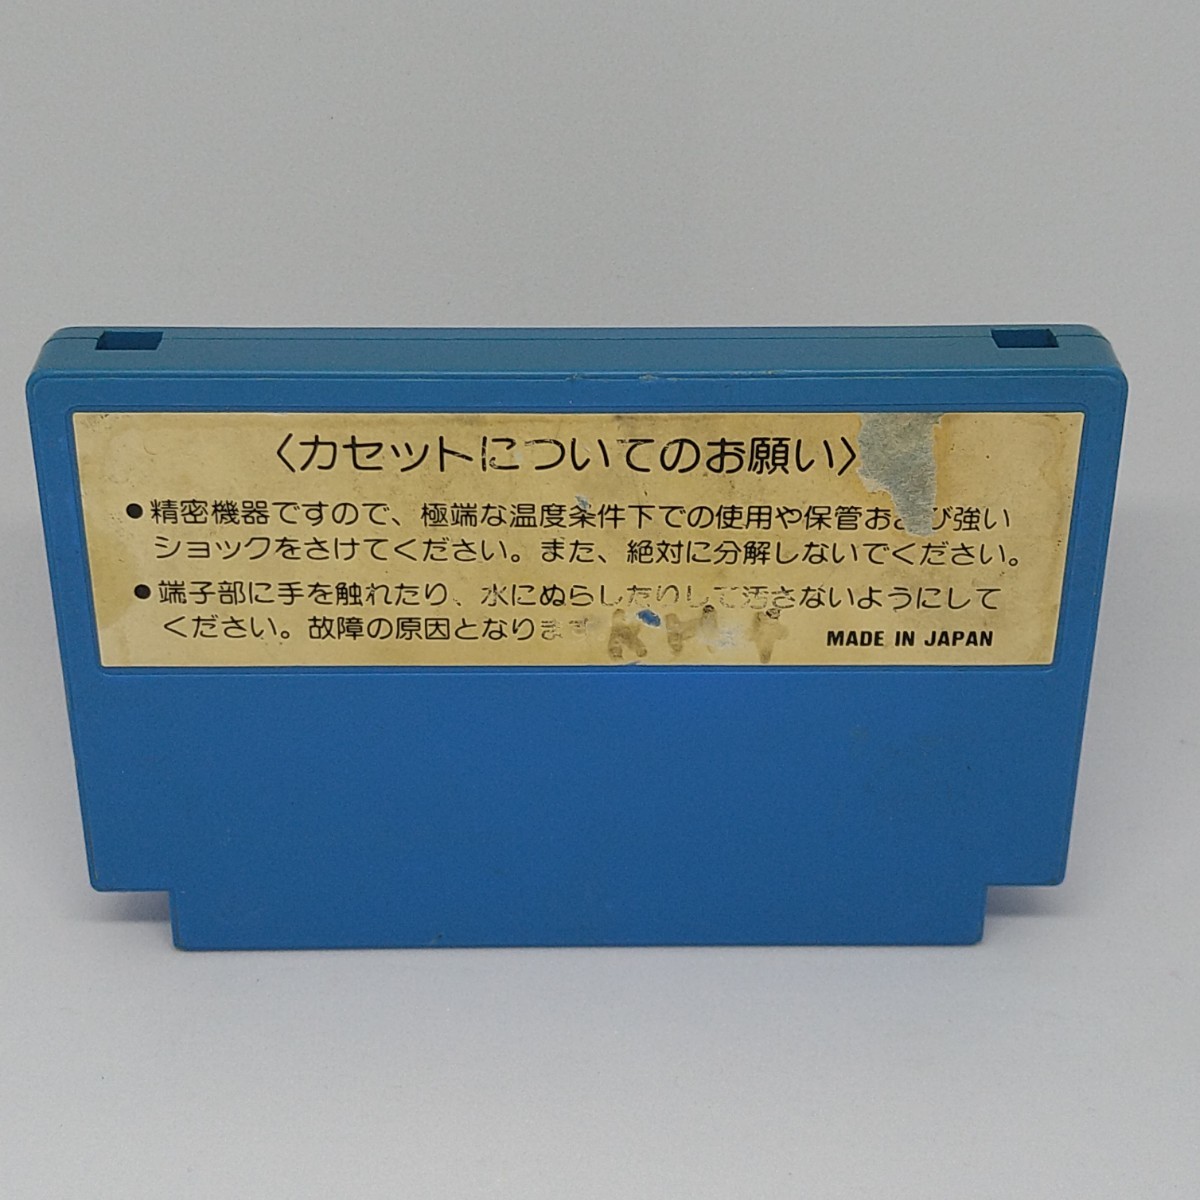 〈カセットについてのお願い〉
●精密機器ですので、極端な温度条件下での使用や保管および強い
ショックをさけてください。また、絶対に分解しないでください。
●端子部に手を触れたり、水にぬらしたりして汚さないようにして
ください。故障の原因となります
MADE IN JAPAN